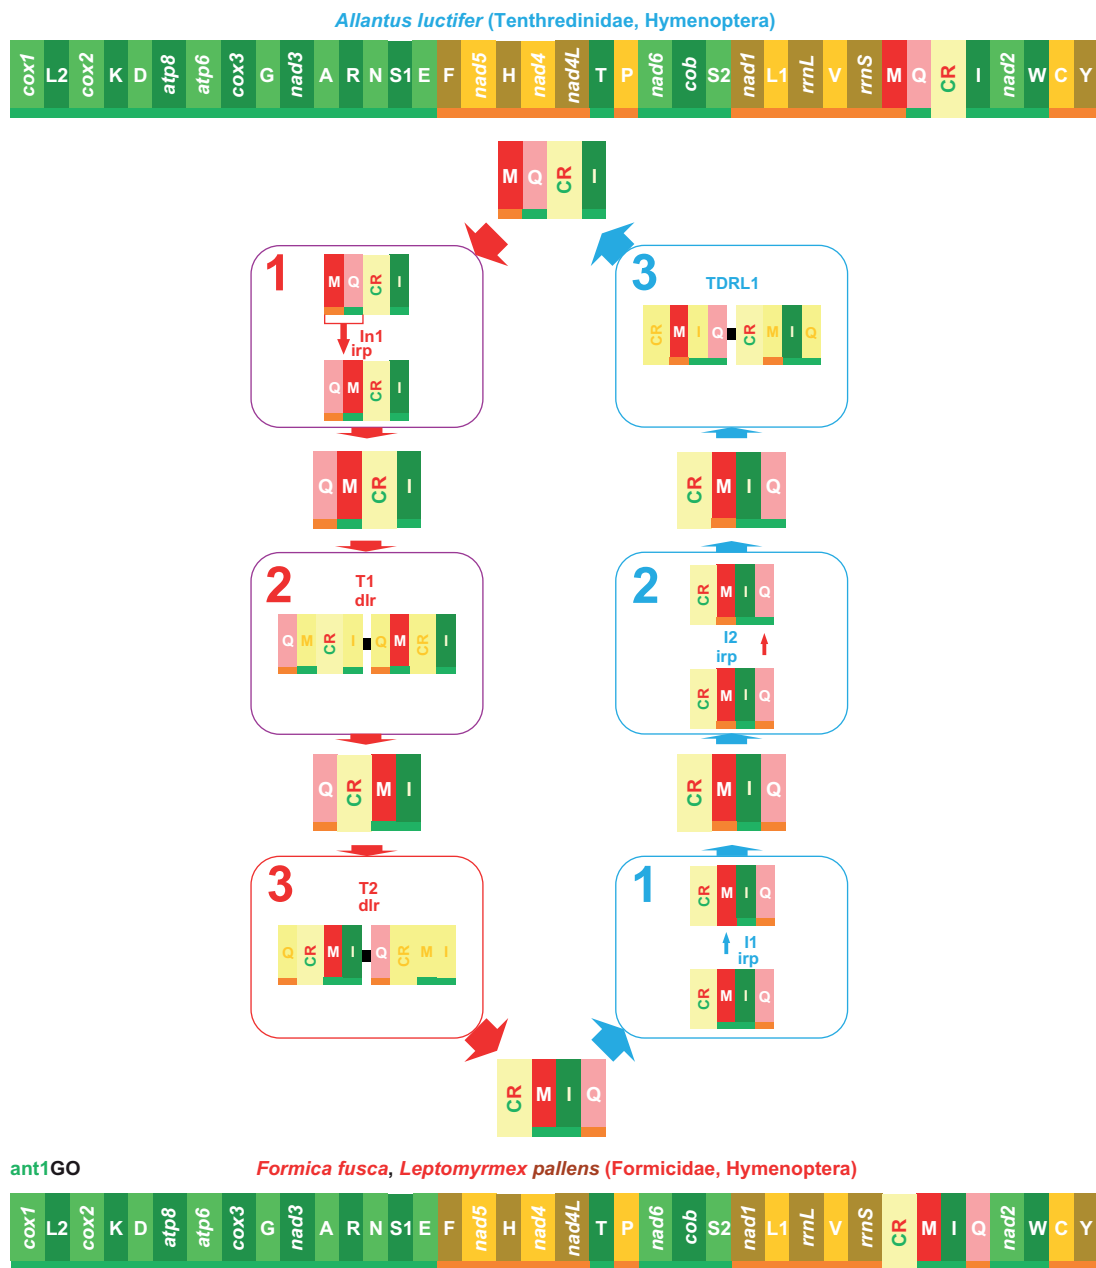 Allantus luctifer (Tenthredinidae, Hymenoptera)
cox1 L2 cox2 K D atp8 atp6 cox3 G nad3 A R N S1 E F nad5 H nad4 nad4L T P nad6 cob S2 nad1 L1 rrnL V rrnS M Q CR I nad2 W C Y
M Q CR I
1
M Q CR I
In1
irp
Q M CR I
Q M CR I
2
T1
dlr
Q M CR I Q M CR I
Q CR M I
3
T2
dlr
Q CR M I Q CR M I
CR M I Q
3
TDRL1
CR M I Q CR M I Q
CR M I Q
2
CR M I Q
I2
irp
CR M I Q
CR M I Q
1
CR M I Q
I1
irp
CR M I Q
ant1GO
Formica fusca, Leptomyrmex pallens (Formicidae, Hymenoptera)
cox1 L2 cox2 K D atp8 atp6 cox3 G nad3 A R N S1 E F nad5 H nad4 nad4L T P nad6 cob S2 nad1 L1 rrnL V rrnS CR M I Q nad2 W C Y